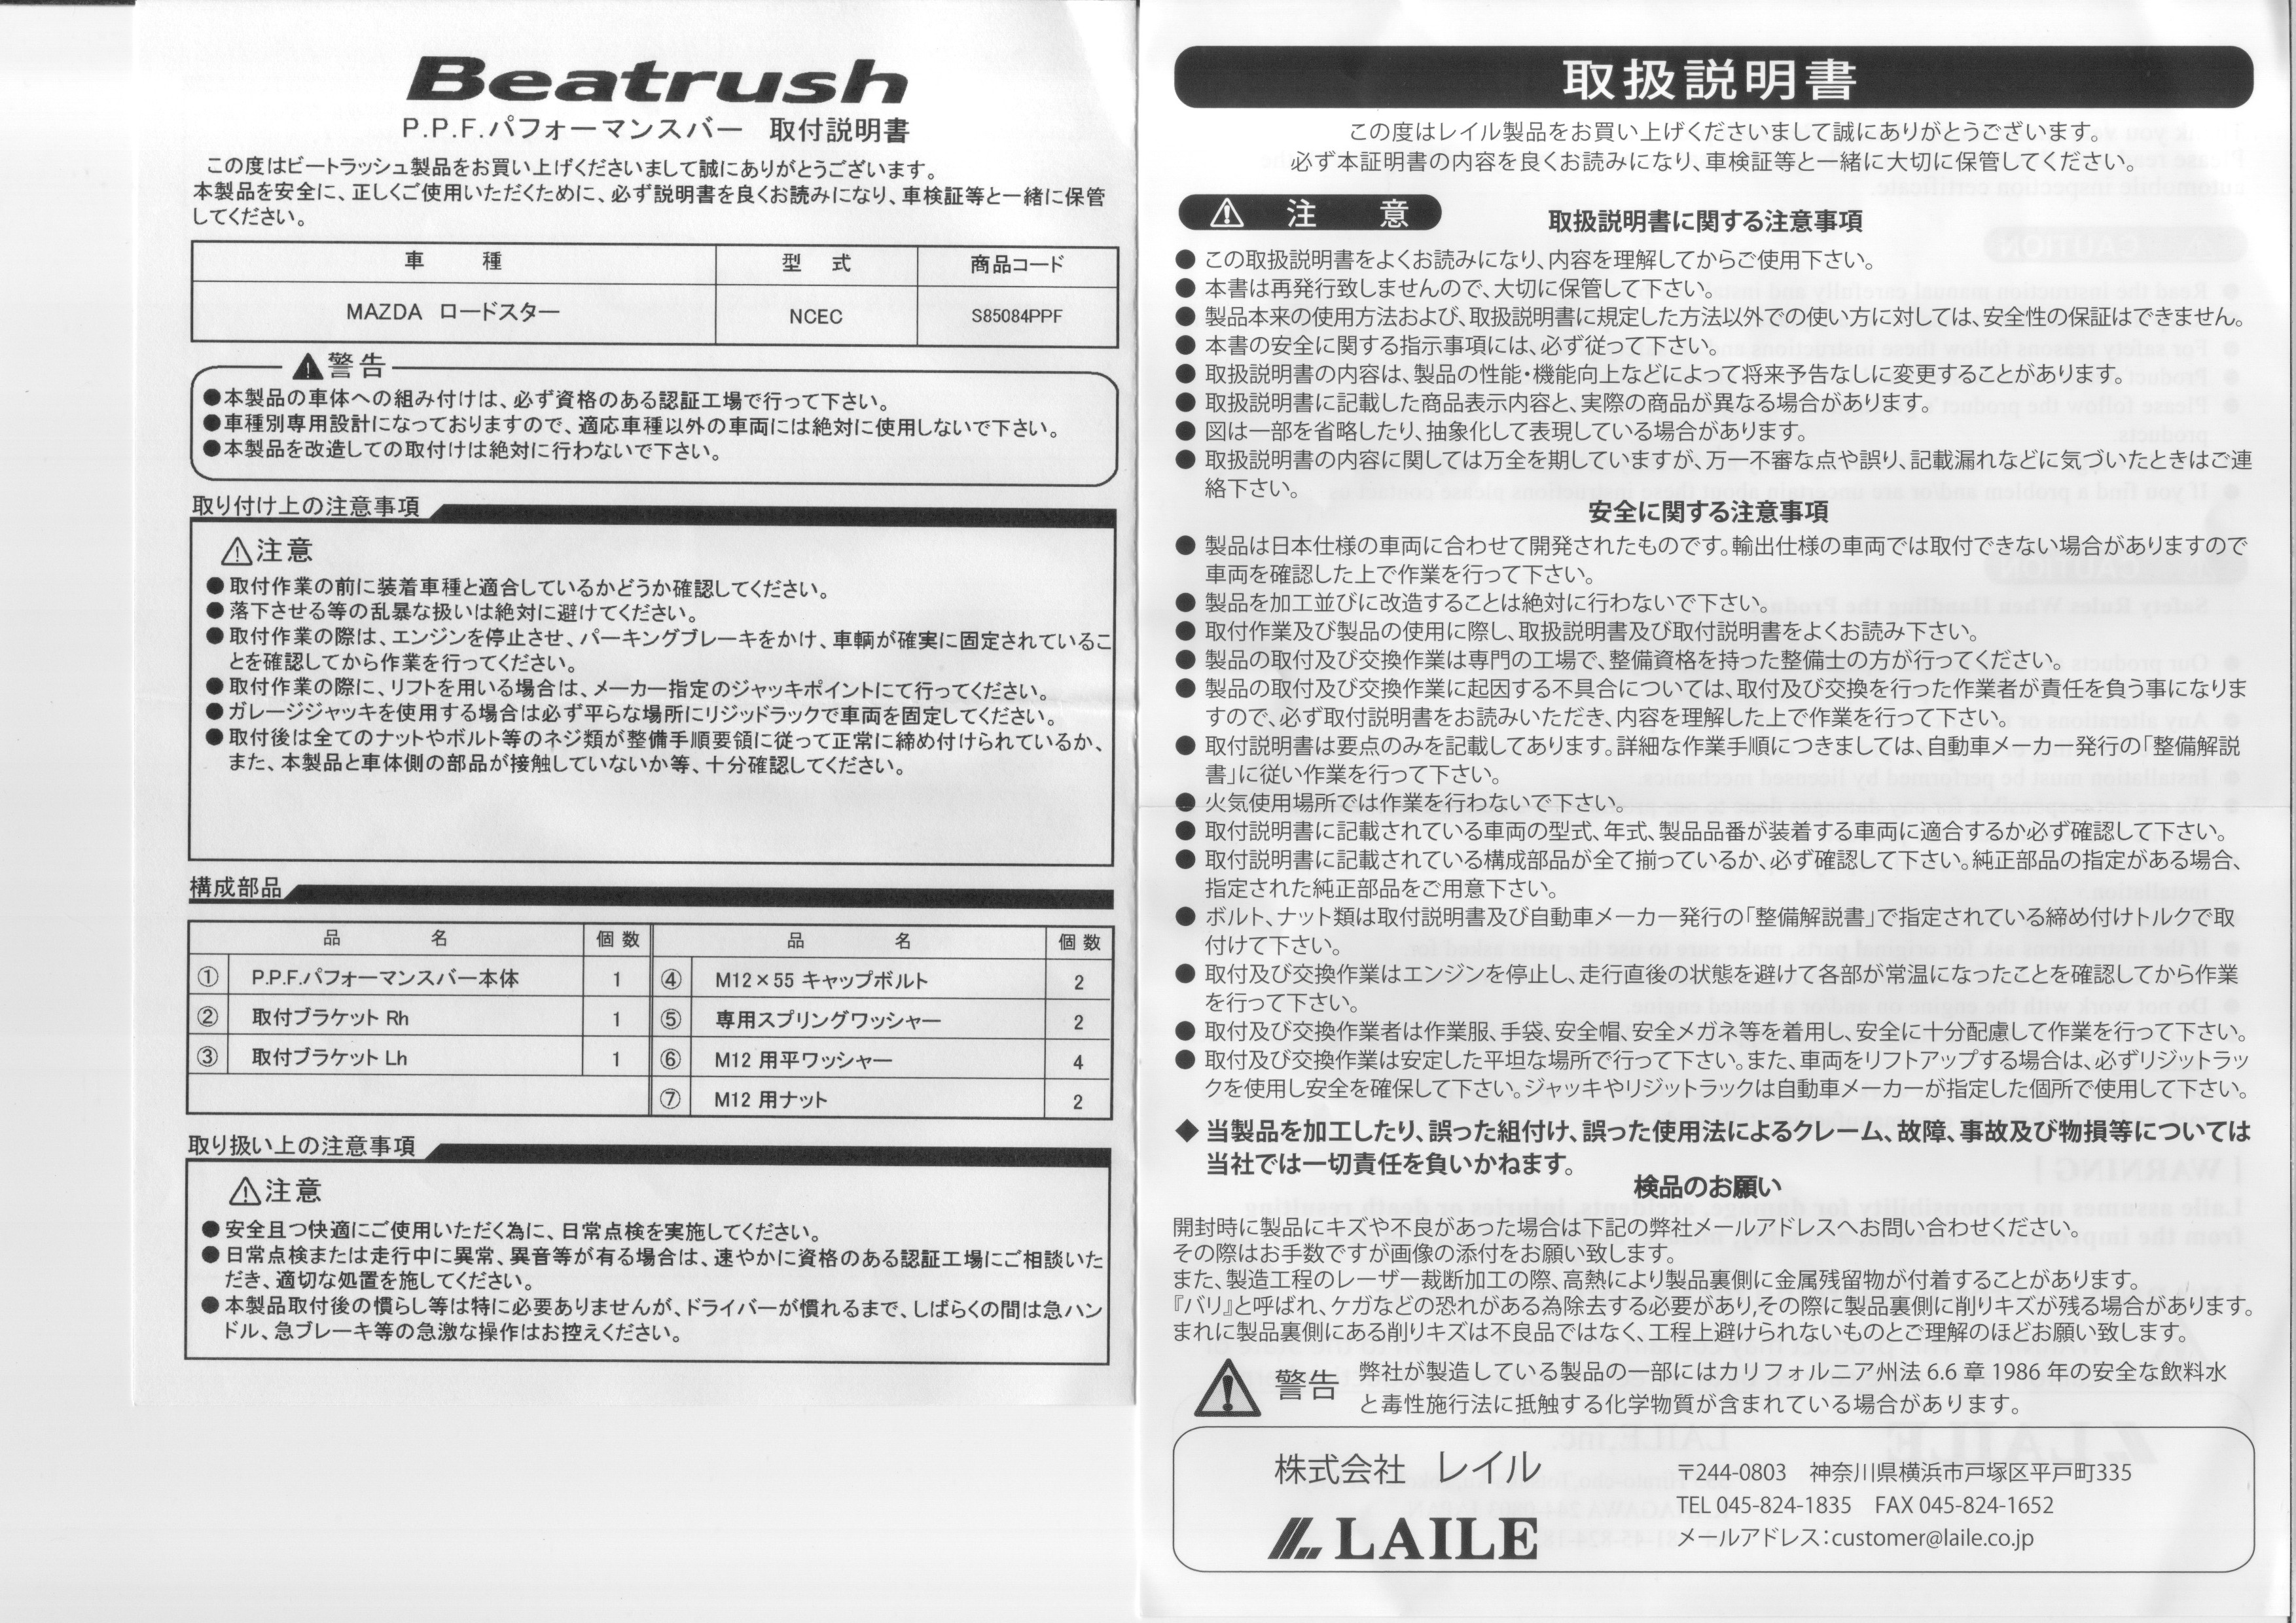 Beatrush
P.P.F.パフォーマンスバー　取付説明書
この度はビートラッシュ製品をお買い上げくださいまして誠にありがとうございます。
本製品を安全に、正しくご使用いただくために、必ず説明書を良くお読みになり、車検証等と一緒に保管
してください。
車　種　型　式　商品コード
MAZDA ロードスター　NCEC　S85084PPF
警告
●本製品の車体への組み付けは、必ず資格のある認証工場で行って下さい。
●車種別専用設計になっておりますので、適応車種以外の車両には絶対に使用しないで下さい。
●本製品を改造しての取付けは絶対に行わないで下さい。
取り付け上の注意事項
注意
●取付作業の前に装着車種と適合しているかどうか確認してください。
●落下させる等の乱暴な扱いは絶対に避けてください。
●取付作業の際は、エンジンを停止させ、パーキングブレーキをかけ、車輌が確実に固定されているこ
とを確認してから作業を行ってください。
●取付作業の際に、リフトを用いる場合は、メーカー指定のジャッキポイントにて行ってください。
●ガレージジャッキを使用する場合は必ず平らな場所にリジッドラックで車両を固定してください。
●取付後は全てのナットやボルト等のネジ類が整備手順要領に従って正常に締め付けられているか、
また、本製品と車体側の部品が接触していないか等、十分確認してください。
構成部品
品　名　個数　品　名　個数
① P.P.F.パフォーマンスバー本体 1 ④ M12×55 キャップボルト 2
② 取付ブラケット Rh 1 ⑤ 専用スプリングワッシャー 2
③ 取付ブラケット Lh 1 ⑥ M12 用平ワッシャー 4
⑦ M12 用ナット 2
取り扱い上の注意事項
注意
●安全且つ快適にご使用いただく為に、日常点検を実施してください。
●日常点検または走行中に異常、異音等が有る場合は、速やかに資格のある認証工場にご相談いた
だき、適切な処置を施してください。
●本製品取付後の慣らし等は特に必要ありませんが、ドライバーが慣れるまで、しばらくの間は急ハン
ドル、急ブレーキ等の急激な操作はお控えください。
取扱説明書
この度はレイル製品をお買い上げくださいまして誠にありがとうございます。
必ず本証明書の内容を良くお読みになり、車検証等と一緒に大切に保管してください。
注　意
取扱説明書に関する注意事項
●この取扱説明書をよくお読みになり、内容を理解してからご使用下さい。
●本書は再発行致しませんので、大切に保管して下さい。
●製品本来の使用方法および、取扱説明書に規定した方法以外での使い方に対しては、安全性の保証はできません。
●本書の安全に関する指示事項には、必ず従って下さい。
●取扱説明書の内容は、製品の性能・機能向上などによって将来予告なしに変更することがあります。
●取扱説明書に記載した商品表示内容と、実際の商品が異なる場合があります。
●図は一部を省略したり、抽象化して表現している場合があります。
●取扱説明書の内容に関しては万全を期していますが、万一不審な点や誤り、記載漏れなどに気づいたときはご連
絡下さい。
安全に関する注意事項
●製品は日本仕様の車両に合わせて開発されたものです。輸出仕様の車両では取付できない場合がありますので
車両を確認した上で作業を行って下さい。
●製品を加工並びに改造することは絶対に行わないで下さい。
●取付作業及び製品の使用に際し、取扱説明書及び取付説明書をよくお読み下さい。
●製品の取付及び交換作業は専門の工場で、整備資格を持った整備士の方が行ってください。
●製品の取付及び交換作業に起因する不具合については、取付及び交換を行った作業者が責任を負う事になりま
すので、必ず取付説明書をお読みいただき、内容を理解した上で作業を行って下さい。
●取付説明書は要点のみを記載してあります。詳細な作業手順につきましては、自動車メーカー発行の「整備解説
書」に従い作業を行って下さい。
●火気使用場所では作業を行わないで下さい。
●取付説明書に記載されている車両の型式、年式、製品品番が装着する車両に適合するか必ず確認して下さい。
●取付説明書に記載されている構成部品が全て揃っているか、必ず確認して下さい。純正部品の指定がある場合、
指定された純正部品をご用意下さい。
●ボルト、ナット類は取付説明書及び自動車メーカー発行の「整備解説書」で指定されている締め付けトルクで取
付けて下さい。
●取付及び交換作業はエンジンを停止し、走行直後の状態を避けて各部が常温になったことを確認してから作業
を行って下さい。
●取付及び交換作業者は作業服、手袋、安全帽、安全メガネ等を着用し、安全に十分配慮して作業を行って下さい。
●取付及び交換作業は安定した平坦な場所で行って下さい。また、車両をリフトアップする場合は、必ずリジットラッ
クを使用し安全を確保して下さい。ジャッキやリジットラックは自動車メーカーが指定した個所で使用して下さい。
◆当製品を加工したり、誤った組付け、誤った使用法によるクレーム、故障、事故及び物損等については
当社では一切責任を負いかねます。
検品のお願い
開封時に製品にキズや不良があった場合は下記の弊社メールアドレスへお問い合わせください。
その際はお手数ですが画像の添付をお願い致します。
また、製造工程のレーザー裁断加工の際、高熱により製品裏側に金属残留物が付着することがあります。
『バリ』と呼ばれ、ケガなどの恐れがある為除去する必要があり,その際に製品裏側に削りキズが残る場合があります。
まれに製品裏側にある削りキズは不良品ではなく、工程上避けられないものとご理解のほどお願い致します。
警告　弊社が製造している製品の一部にはカリフォルニア州法 6.6 章 1986 年の安全な飲料水
と毒性施行法に抵触する化学物質が含まれている場合があります。
株式会社 レイル
LAILE
〒244-0803　神奈川県横浜市戸塚区平戸町335
TEL 045-824-1835　FAX 045-824-1652
メールアドレス：customer@laile.co.jp